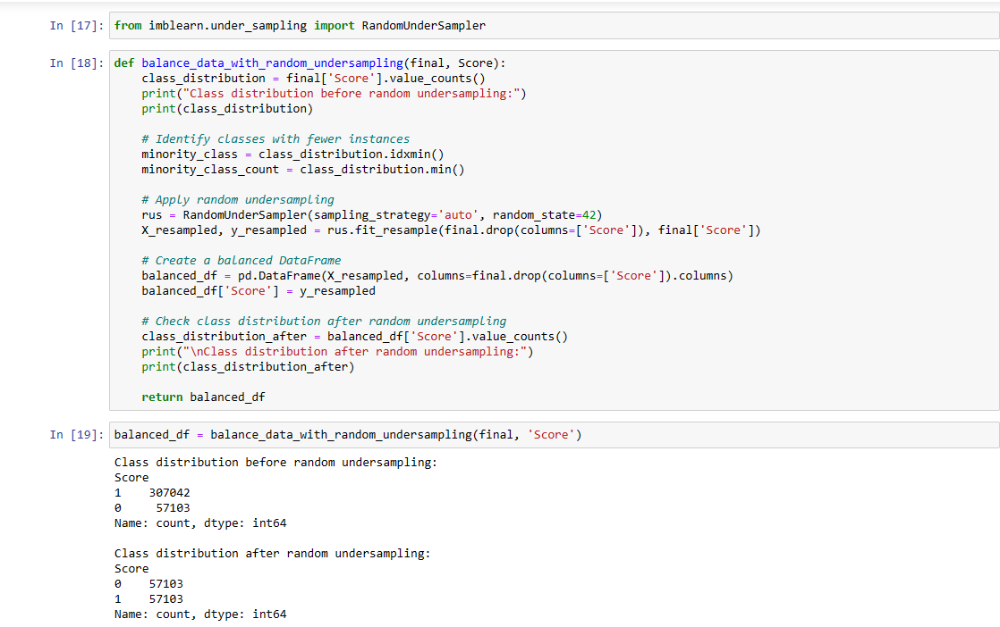 In [17]: from imblearn.under_sampling import RandomUnderSampler
In [18]: def balance_data_with_random_undersampling(final, Score):
    class_distribution = final['Score'].value_counts()
    print("Class distribution before random undersampling:")
    print(class_distribution)

    # Identify classes with fewer instances
    minority_class = class_distribution.idxmin()
    minority_class_count = class_distribution.min()

    # Apply random undersampling
    rus = RandomUnderSampler(sampling_strategy='auto', random_state=42)
    X_resampled, y_resampled = rus.fit_resample(final.drop(columns=['Score']), final['Score'])

    # Create a balanced DataFrame
    balanced_df = pd.DataFrame(X_resampled, columns=final.drop(columns=['Score']).columns)
    balanced_df['Score'] = y_resampled

    # Check class distribution after random undersampling
    class_distribution_after = balanced_df['Score'].value_counts()
    print("\nClass distribution after random undersampling:")
    print(class_distribution_after)

    return balanced_df
In [19]: balanced_df = balance_data_with_random_undersampling(final, 'Score')
Class distribution before random undersampling:
Score
1    307042
0     57103
Name: count, dtype: int64

Class distribution after random undersampling:
Score
0    57103
1    57103
Name: count, dtype: int64